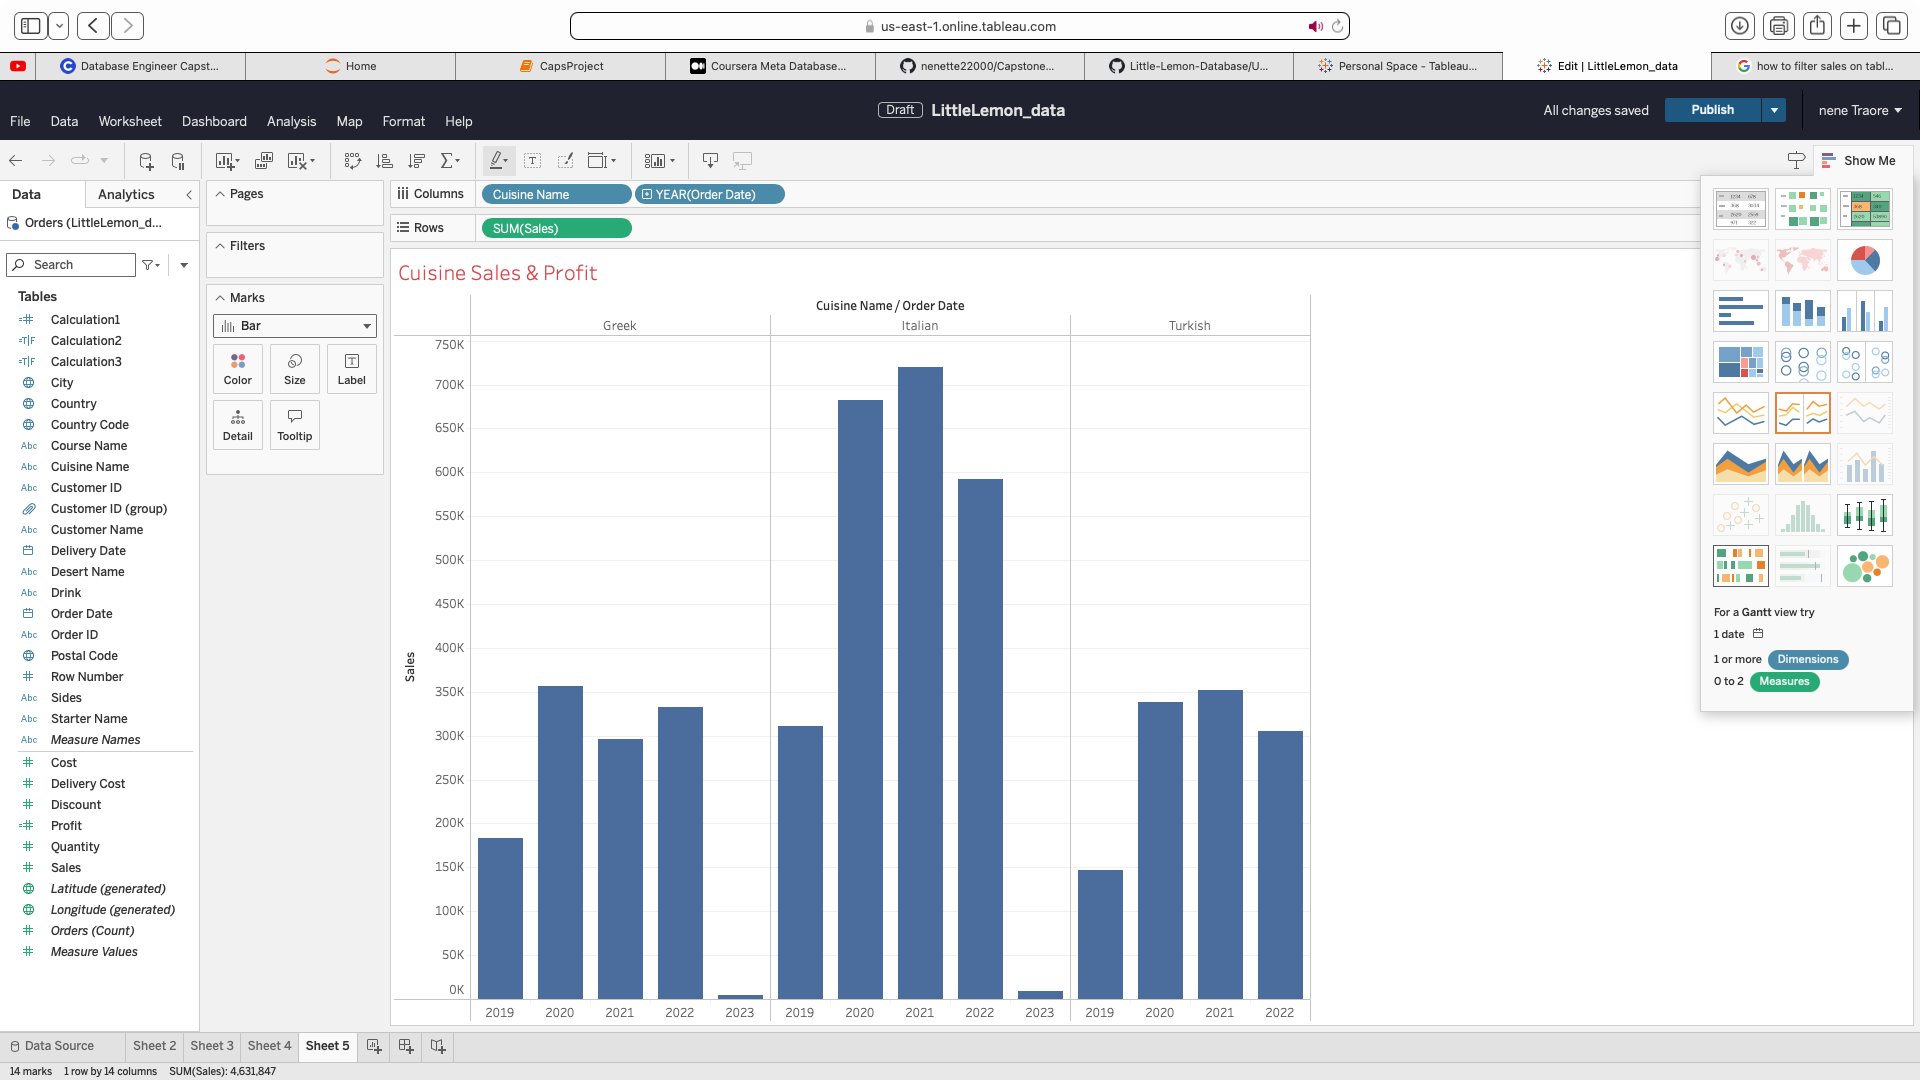 us-east-1.online.tableau.com
Database Engineer Capst...
Home
CapsProject
Coursera Meta Database...
nenette22000/Capstone...
Little-Lemon-Database/U...
Personal Space - Tableau...
Edit | LittleLemon_data
how to filter sales on tabl...
Draft LittleLemon_data
All changes saved
Publish
nene Traore
File Data Worksheet Dashboard Analysis Map Format Help
Show Me
Data
Analytics
Orders (LittleLemon_d...
Search
Tables
Calculation1
Calculation2
Calculation3
City
Country
Country Code
Abc Course Name
Abc Cuisine Name
Abc Customer ID
Customer ID (group)
Abc Customer Name
Delivery Date
Abc Desert Name
Abc Drink
Order Date
Abc Order ID
Postal Code
Row Number
Abc Sides
Abc Starter Name
Abc Measure Names
Cost
Delivery Cost
Discount
Profit
Quantity
Sales
Latitude (generated)
Longitude (generated)
Orders (Count)
Measure Values
Pages
Filters
Marks
Bar
Color
Size
Label
Detail
Tooltip
Columns
Cuisine Name
YEAR(Order Date)
Rows
SUM(Sales)
Cuisine Sales & Profit
Cuisine Name / Order Date
Greek
Italian
Turkish
750K
700K
650K
600K
550K
500K
450K
400K
350K
300K
250K
200K
150K
100K
50K
0K
Sales
2019 2020 2021 2022 2023 2019 2020 2021 2022 2023 2019 2020 2021 2022
For a Gantt view try
1 date
1 or more Dimensions
0 to 2 Measures
Data Source
Sheet 2
Sheet 3
Sheet 4
Sheet 5
14 marks 1 row by 14 columns SUM(Sales): 4,631,847